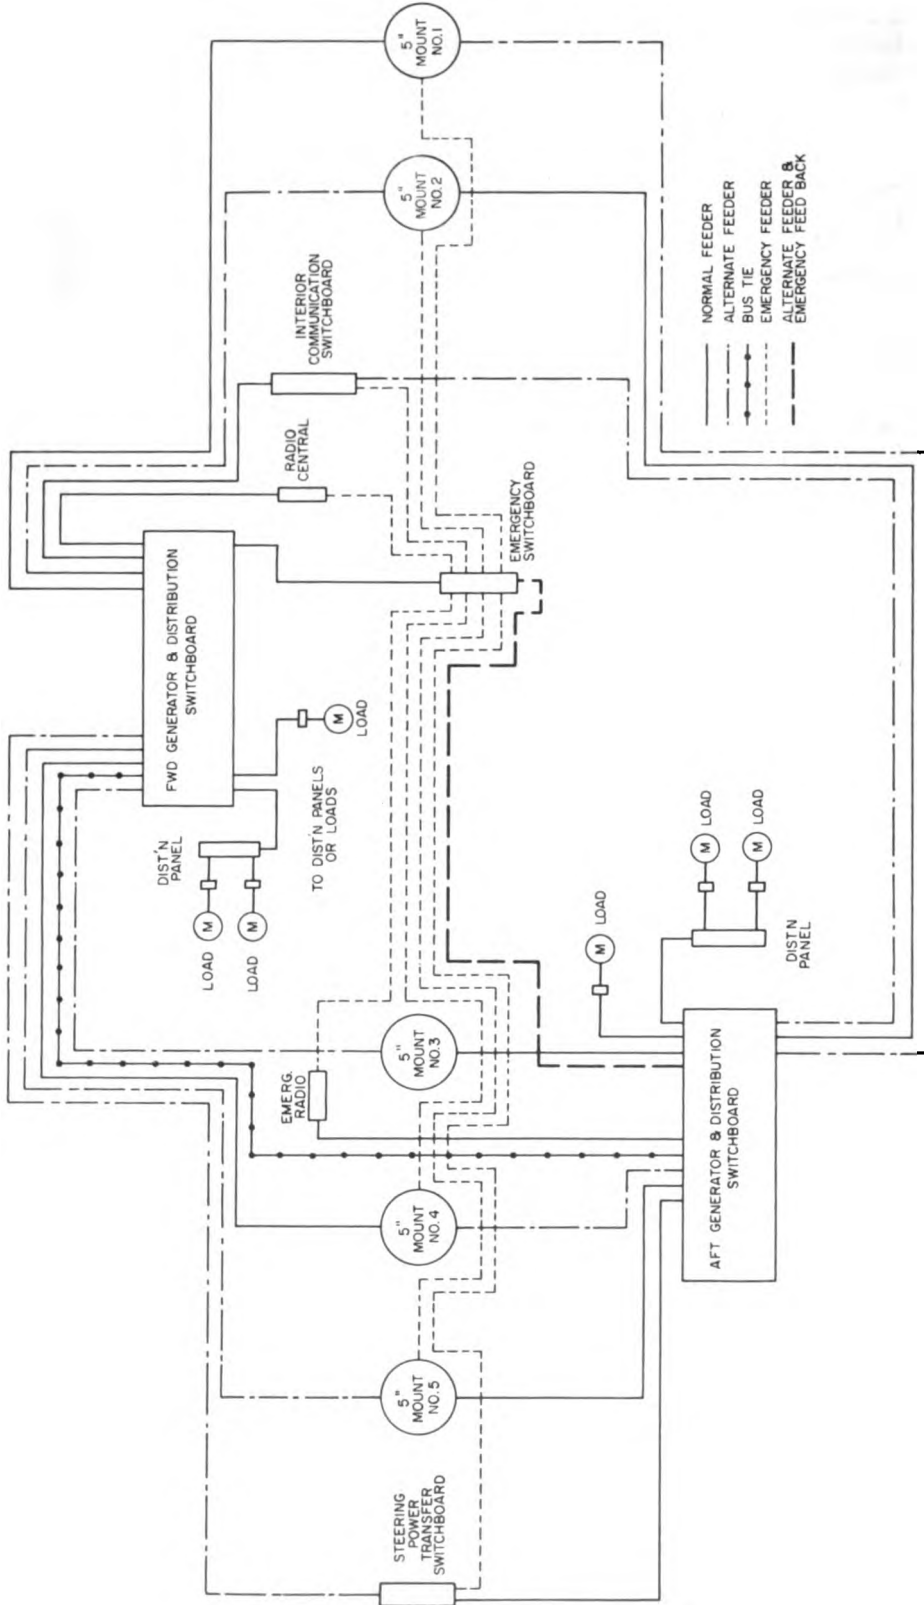 5"
MOUNT
NO.1
5"
MOUNT
NO.2
INTERIOR
COMMUNICATION
SWITCHBOARD
RADIO
CENTRAL
FWD GENERATOR & DISTRIBUTION
SWITCHBOARD
EMERGENCY
SWITCHBOARD
NORMAL FEEDER
ALTERNATE FEEDER
BUS TIE
EMERGENCY FEEDER
ALTERNATE FEEDER &
EMERGENCY FEED BACK
M
LOAD
DIST'N
PANEL
M
LOAD
M
LOAD
TO DIST'N PANELS
OR LOADS
M
LOAD
M
LOAD
M
LOAD
DIST'N
PANEL
5"
MOUNT
NO.3
EMERG.
RADIO
AFT GENERATOR & DISTRIBUTION
SWITCHBOARD
5"
MOUNT
NO.4
5"
MOUNT
NO.5
STEERING
POWER
TRANSFER
SWITCHBOARD